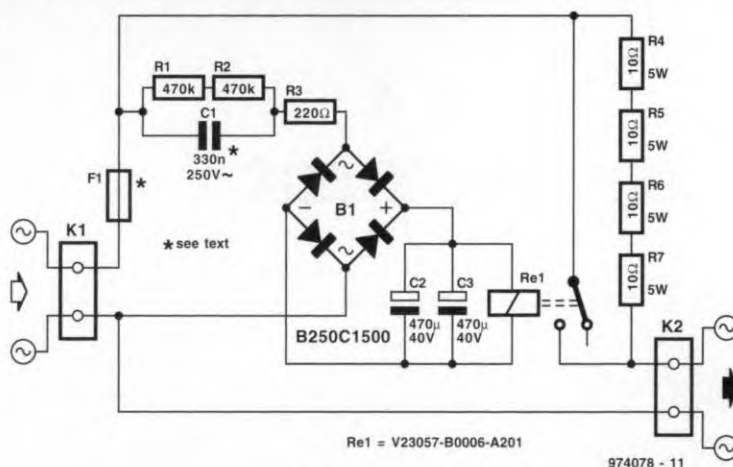 R1
R2
470k
470k
R3
220Ω
C1
330n
250V~
*
F1
*
K1
*see text
~
−
B1
+
~
B250C1500
C2
470µ
40V
C3
470µ
40V
Re1
R4
10Ω
5W
R5
10Ω
5W
R6
10Ω
5W
R7
10Ω
5W
K2
Re1 = V23057-B0006-A201
974078 - 11